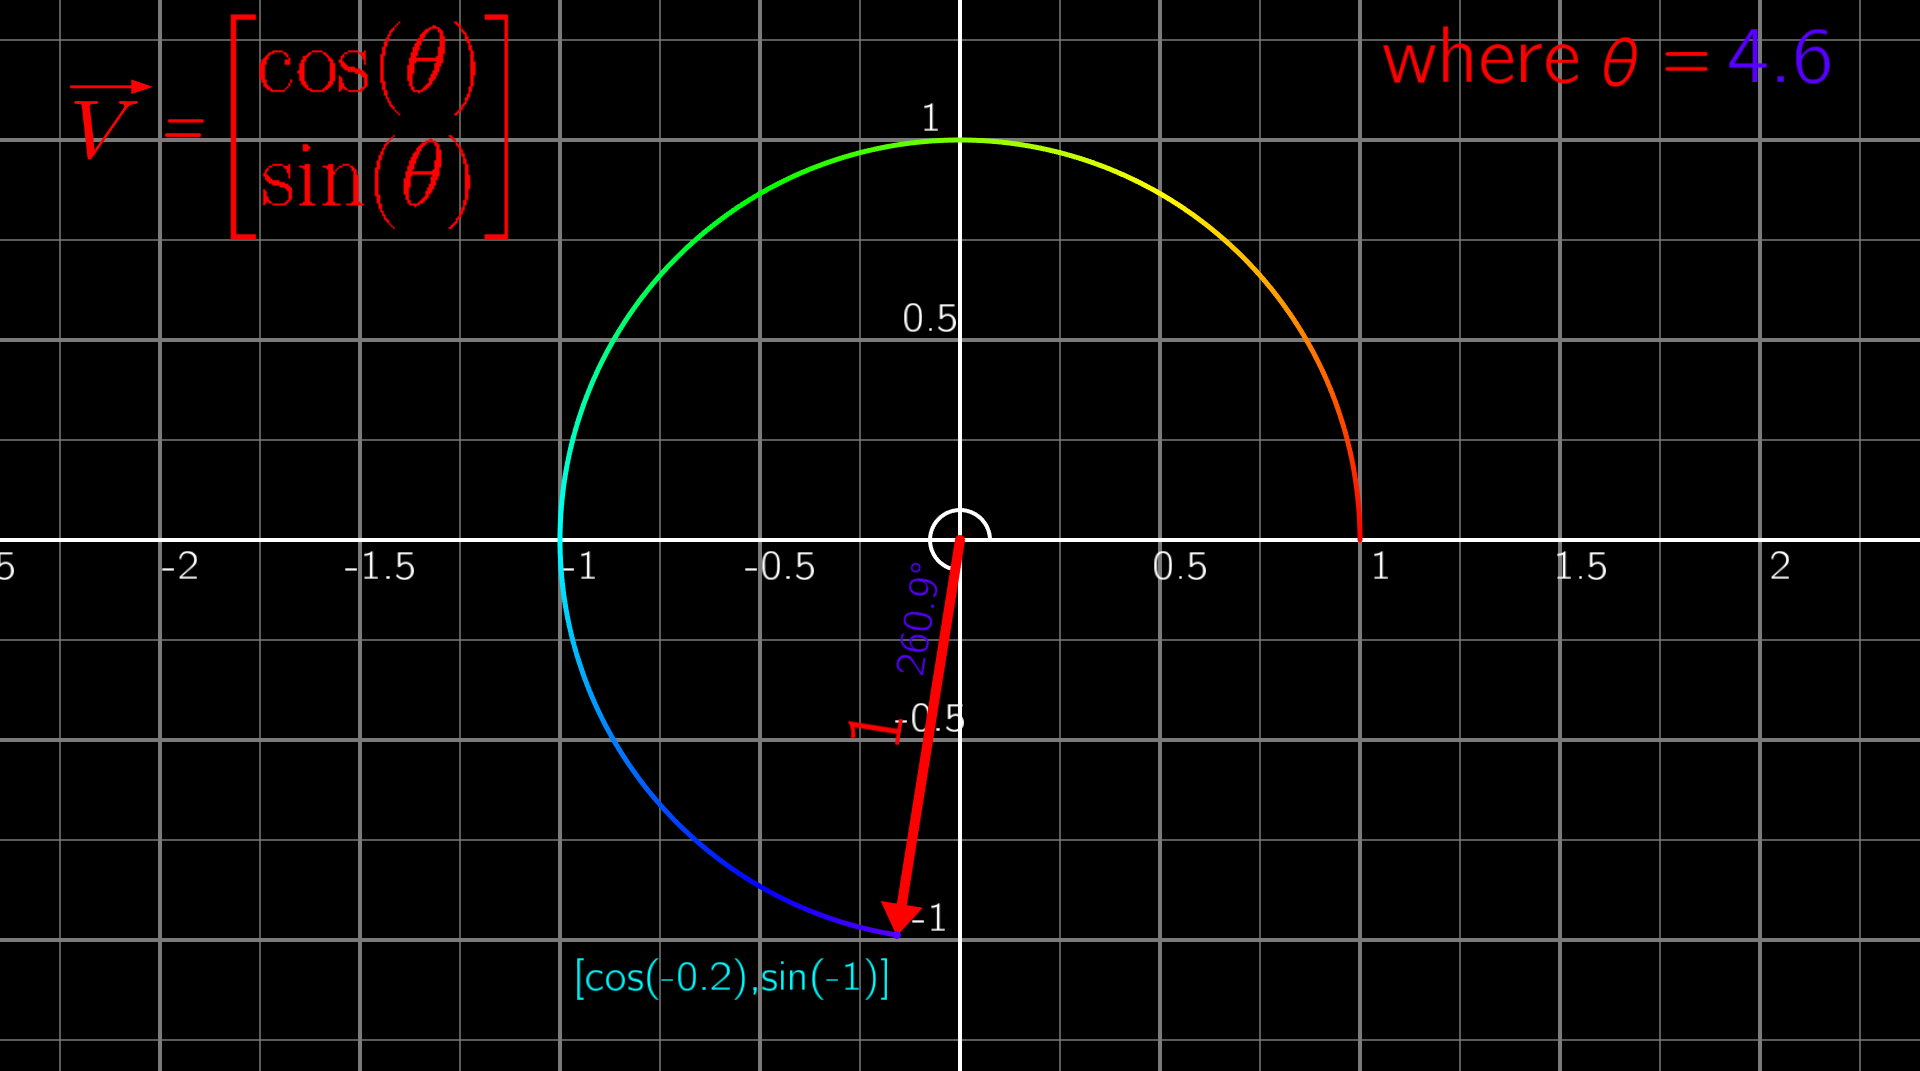 V = [cos(θ)
sin(θ)]
where θ = 4.6
1
0.5
5 -2 -1.5 -1 -0.5 0.5 1 1.5 2
260.9°
-0.5
1
-1
[cos(-0.2),sin(-1)]